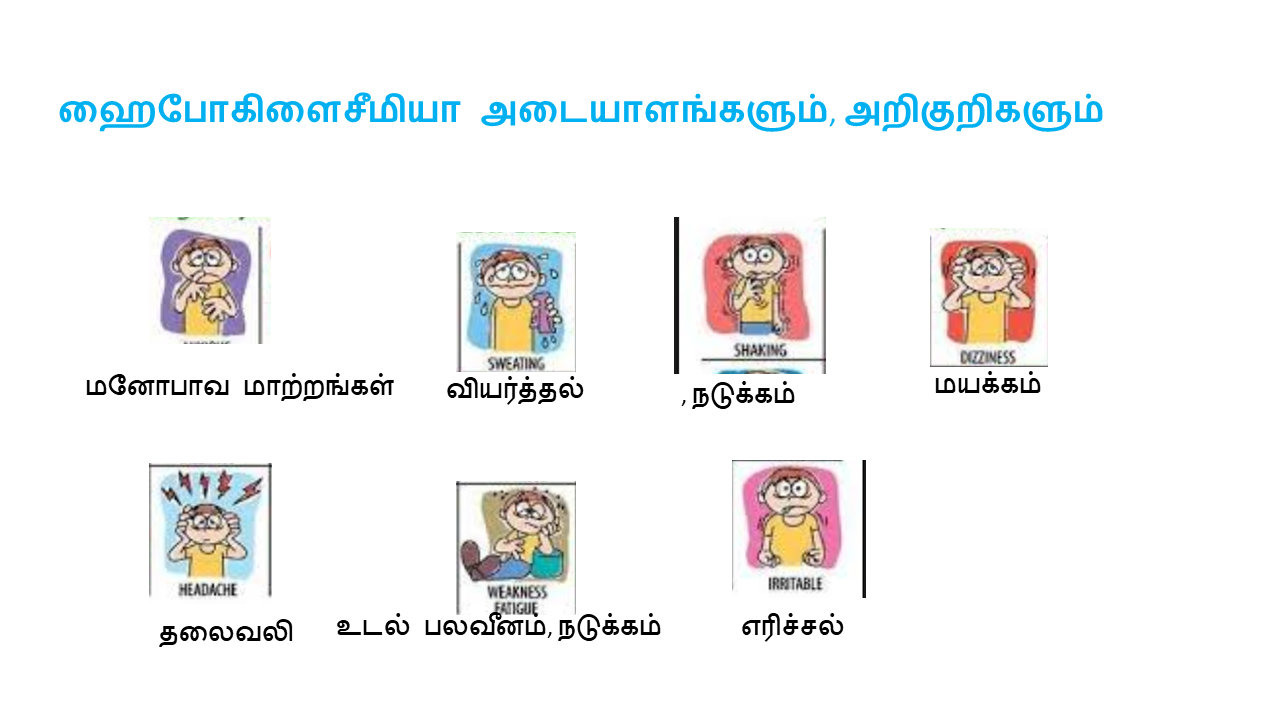 ஹைபோகிளைசீமியா அடையாளங்களும், அறிகுறிகளும்
SWEATING
SHAKING
DIZZINESS
மனோபாவ மாற்றங்கள்
வியர்த்தல்
, நடுக்கம்
மயக்கம்
HEADACHE
WEAKNESS
FATIGUE
IRRITABLE
தலைவலி
உடல் பலவீனம், நடுக்கம்
எரிச்சல்